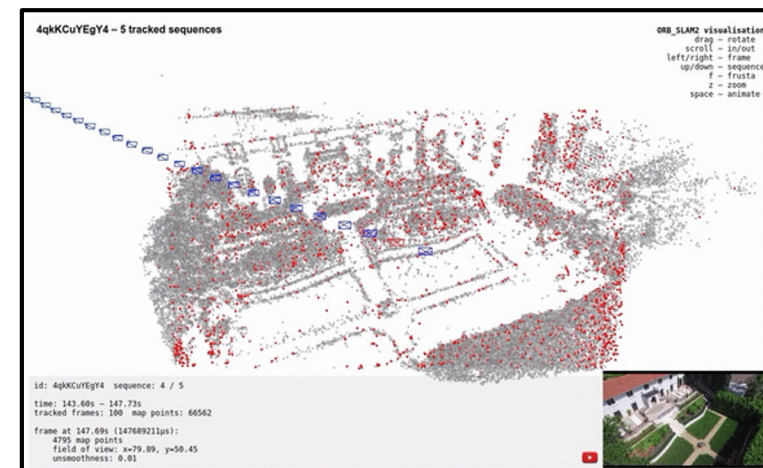 4qkKCuYEgY4 – 5 tracked sequences
ORB_SLAM2 visualisation
drag – rotate
scroll – in/out
left/right – frame
up/down – sequence
f – frusta
z – zoom
space – animate
id: 4qkKCuYEgY4 sequence: 4 / 5
time: 143.60s – 147.73s
tracked frames: 100 map points: 66562
frame at 147.69s (147689211µs):
4795 map points
field of view: x=79.89, y=50.45
unsmoothness: 0.01